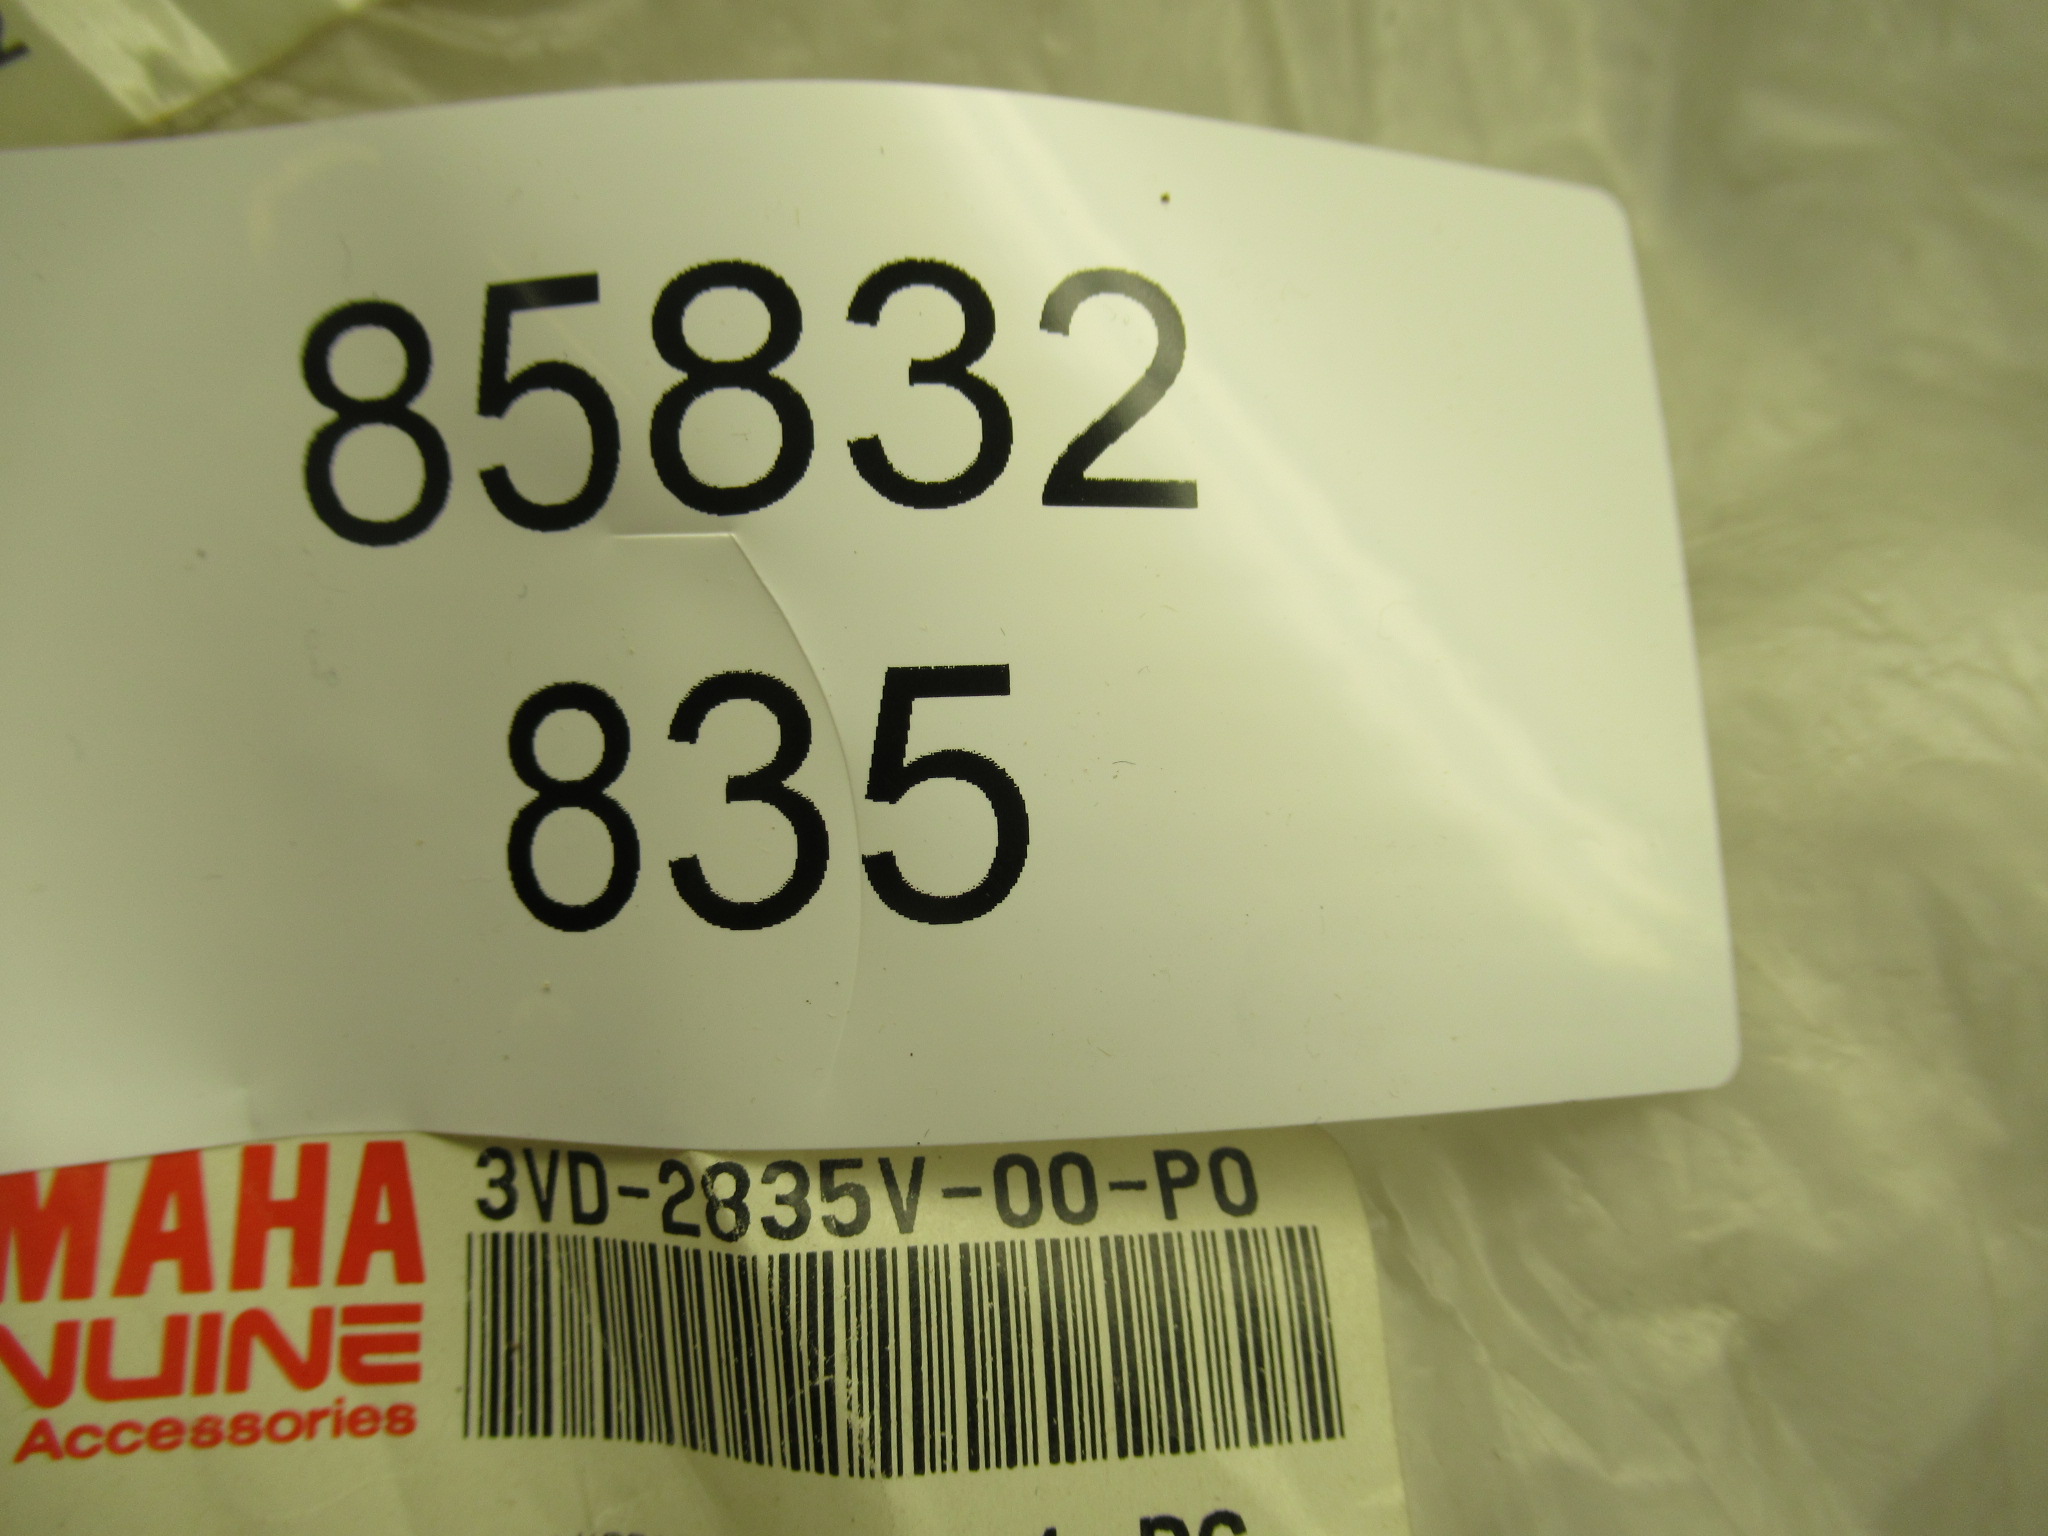 85832
835
MAHA
NUINE
Accessories
3VD-2835V-00-P0